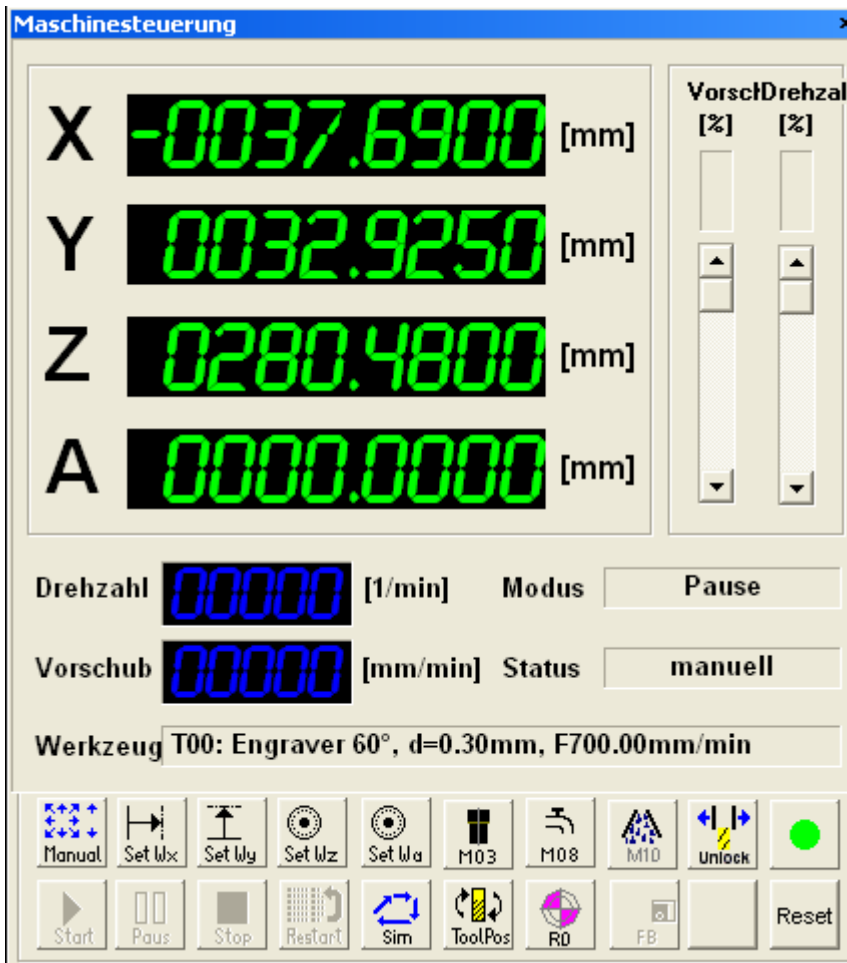 Maschinesteuerung
VorschDrehzal
[%] [%]
X -0037.6900 [mm]
Y 0032.9250 [mm]
Z 0280.4800 [mm]
A 0000.0000 [mm]
Drehzahl 00000 [1/min] Modus Pause
Vorschub 00000 [mm/min] Status manuell
Werkzeug T00: Engraver 60°, d=0.30mm, F700.00mm/min
Manual Set Wx Set Wy Set Wz Set Wa M03 M08 M10 Unlock
Start Paus Stop Restart Sim ToolPos RD FB Reset